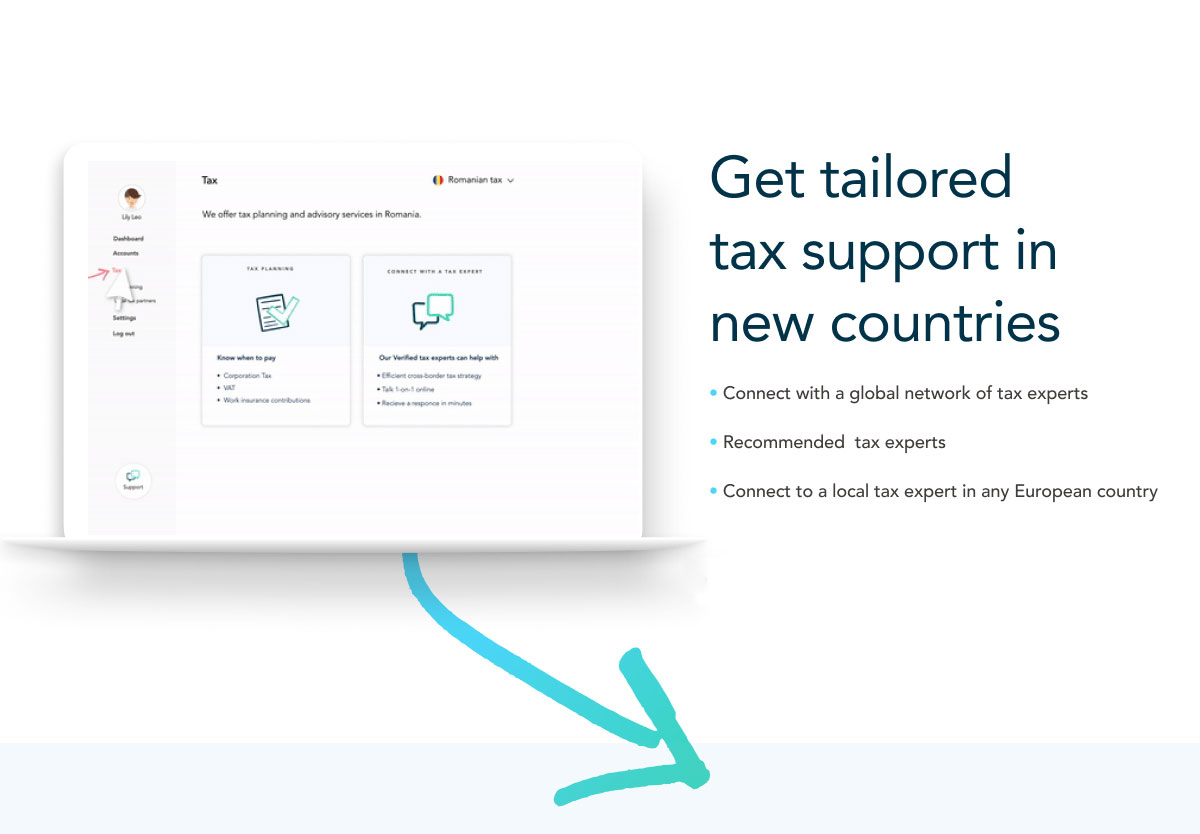 Get tailored
tax support in
new countries
• Connect with a global network of tax experts
• Recommended  tax experts
• Connect to a local tax expert in any European country
Lily Leo
Dashboard
Accounts
Tax
partners
Settings
Log out
Support
Tax
Romanian tax
We offer tax planning and advisory services in Romania.
TAX PLANNING
Know when to pay
• Corporation Tax
• VAT
• Work insurance contributions
CONNECT WITH A TAX EXPERT
Our Verified tax experts can help with
• Efficient cross-border tax strategy
• Talk 1-on-1 online
• Recieve a responce in minutes